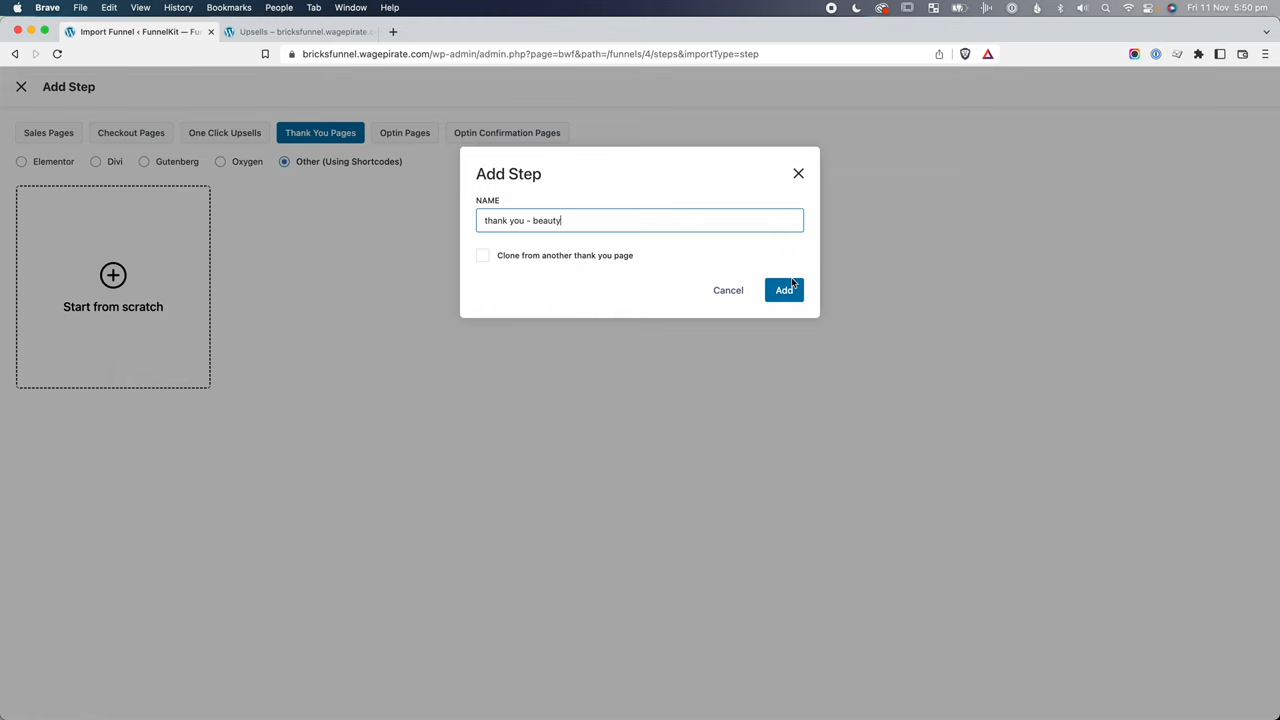 Brave File Edit View History Bookmarks People Tab Window Help Fri 11 Nov 5:50 pm
Import Funnel ‹ FunnelKit — Fu Upsells – bricksfunnel.wagepirate.c
bricksfunnel.wagepirate.com/wp-admin/admin.php?page=bwf&path=/funnels/4/steps&importType=step
Add Step
Sales Pages Checkout Pages One Click Upsells Thank You Pages Optin Pages Optin Confirmation Pages
Elementor Divi Gutenberg Oxygen Other (Using Shortcodes)
Start from scratch
Add Step
NAME
thank you - beauty
Clone from another thank you page
Cancel Add